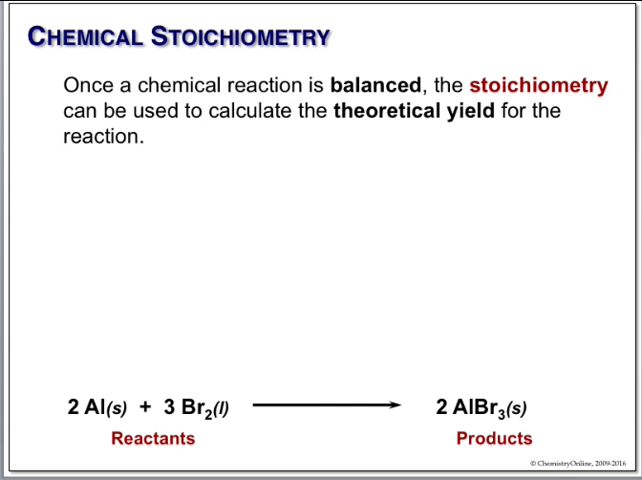 CHEMICAL STOICHIOMETRY
Once a chemical reaction is balanced, the stoichiometry
can be used to calculate the theoretical yield for the
reaction.
2 Al(s) + 3 Br₂(l) 2 AlBr₃(s)
Reactants Products
© ChemistryOnline, 2009-2016